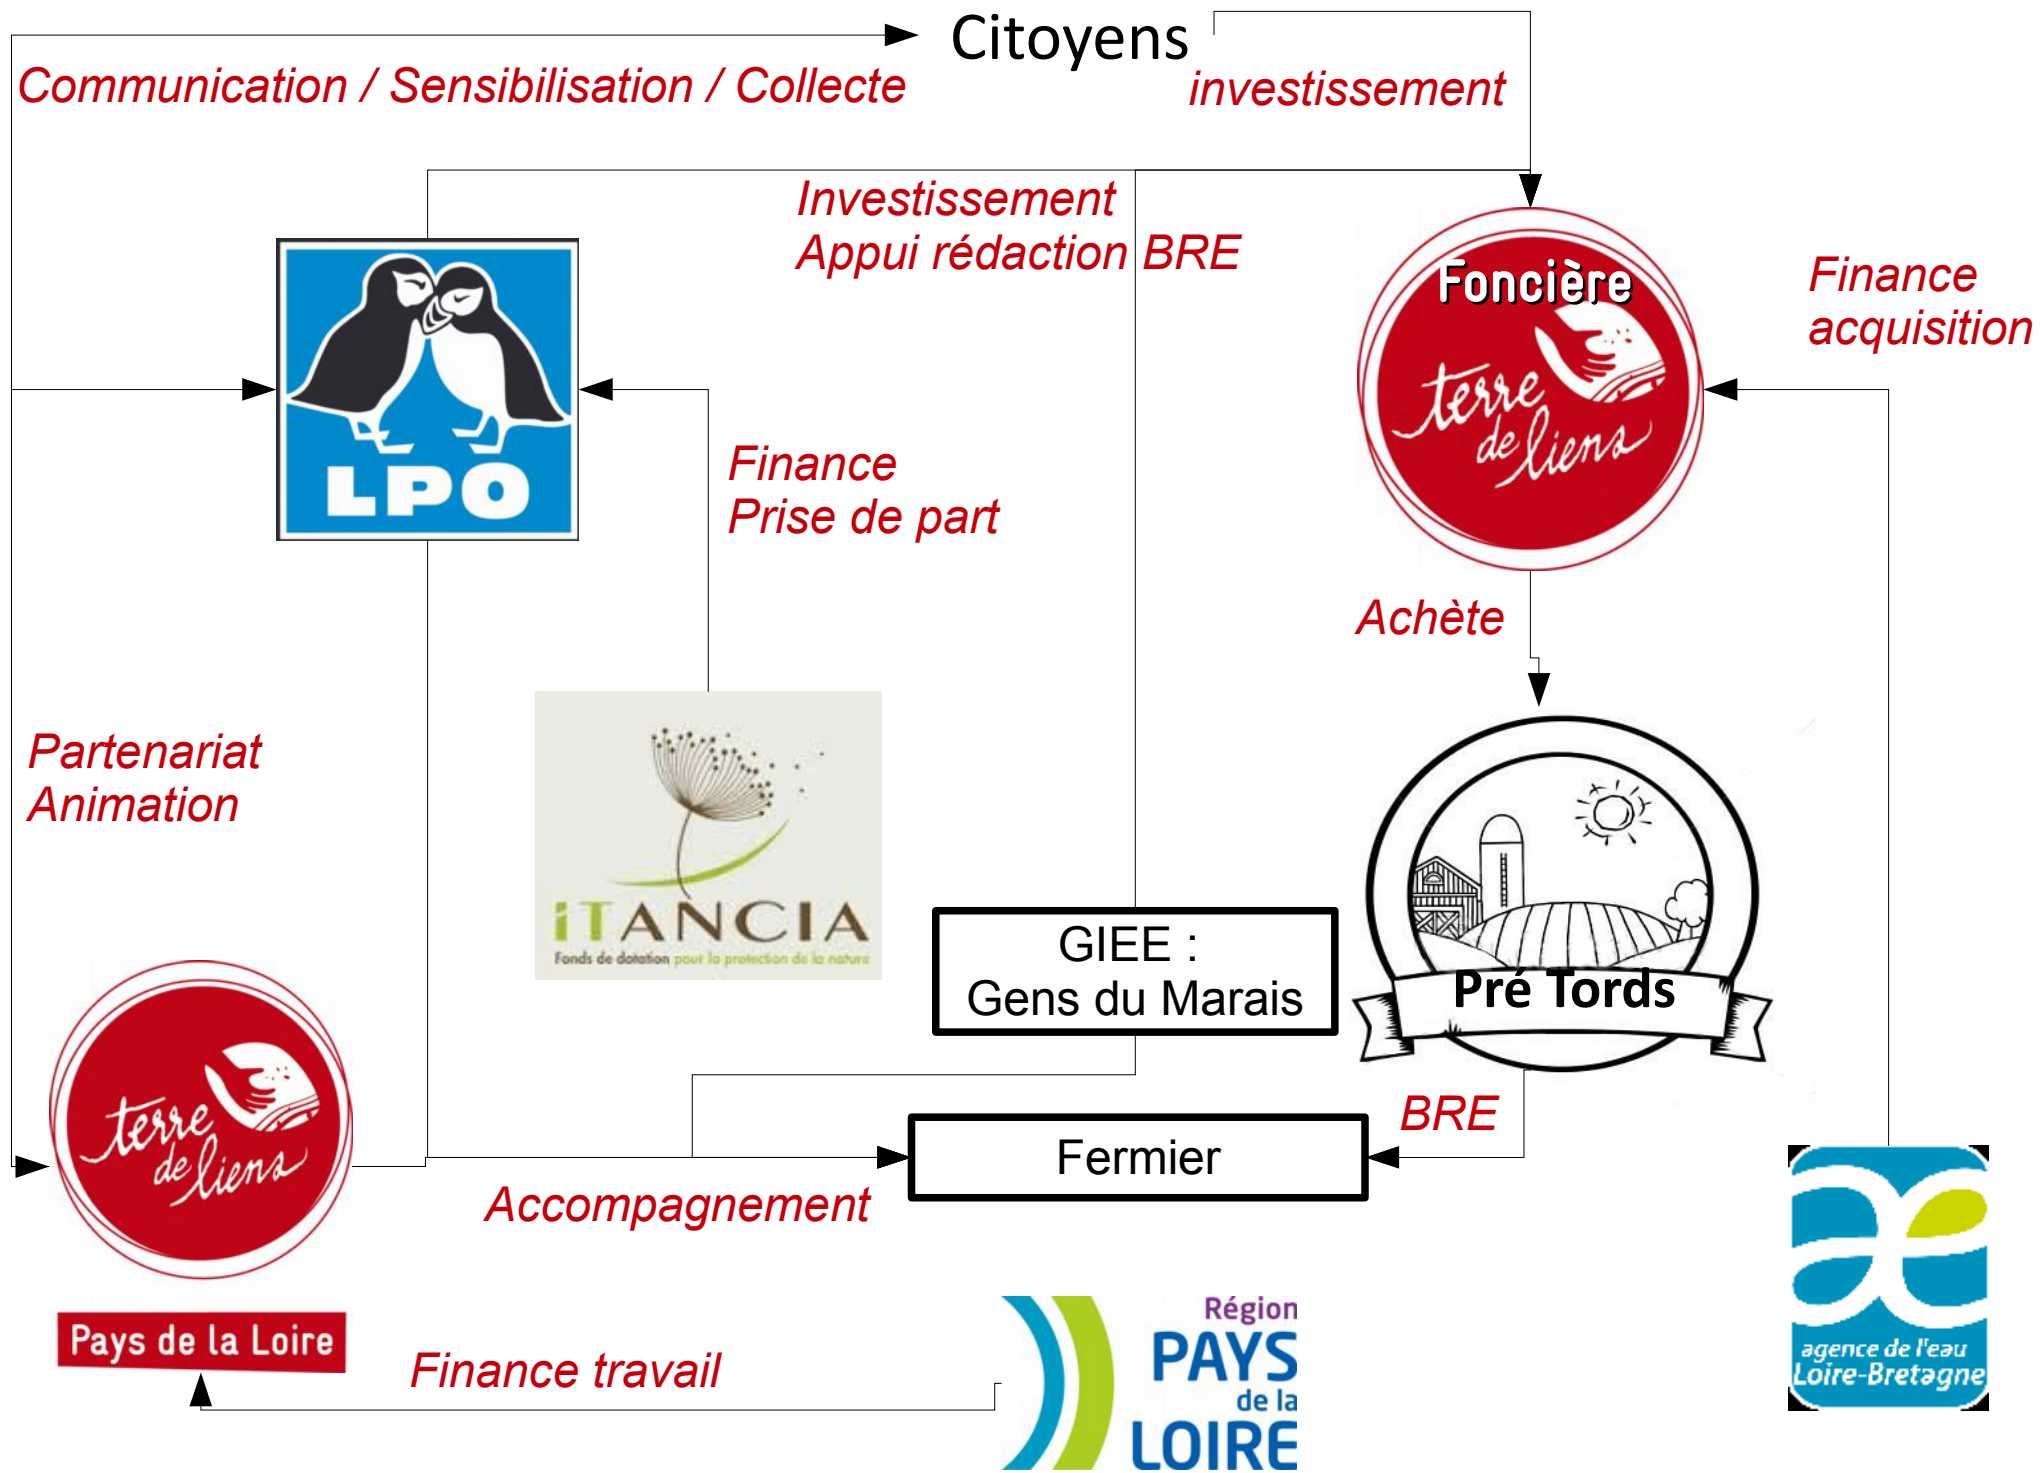 Citoyens
Communication / Sensibilisation / Collecte
investissement
Investissement
Appui rédaction BRE
Foncière
terre
de liens
Finance
acquisition
LPO
Finance
Prise de part
Achète
Partenariat
Animation
iTANCIA
Fonds de dotation pour la protection de la nature
GIEE :
Gens du Marais
Pré Tords
terre
de liens
BRE
Fermier
Accompagnement
Pays de la Loire
Finance travail
Région
PAYS
de la
LOIRE
agence de l'eau
Loire-Bretagne